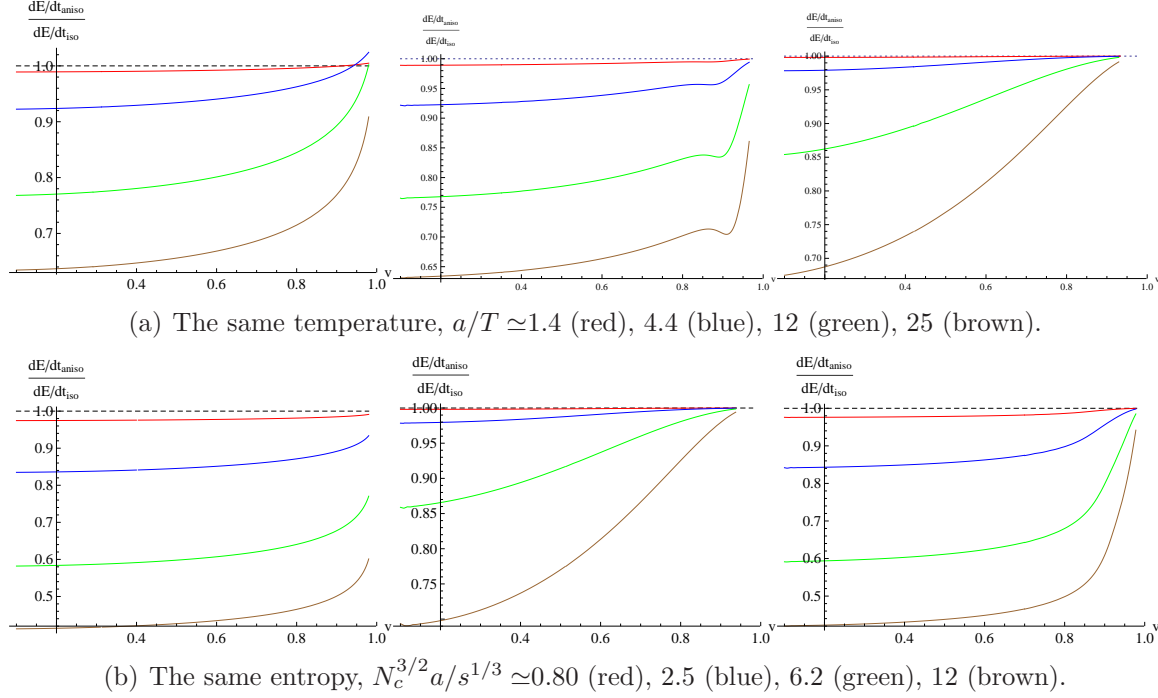 dE/dt_aniso
dE/dt_iso
1.0
0.9
0.8
0.7
0.4 0.6 0.8 1.0
v
dE/dt_aniso
dE/dt_iso
1.00
0.95
0.90
0.85
0.80
0.75
0.70
0.65
0.4 0.6 0.8 1.0
v
dE/dt_aniso
dE/dt_iso
1.00
0.95
0.90
0.85
0.80
0.75
0.70
0.4 0.6 0.8 1.0
v
(a) The same temperature, a/T ≃1.4 (red), 4.4 (blue), 12 (green), 25 (brown).
dE/dt_aniso
dE/dt_iso
1.0
0.9
0.8
0.7
0.6
0.5
0.4 0.6 0.8 1.0
v
dE/dt_aniso
dE/dt_iso
1.00
0.95
0.90
0.85
0.80
0.75
0.4 0.6 0.8 1.0
v
dE/dt_aniso
dE/dt_iso
1.0
0.9
0.8
0.7
0.6
0.5
0.4 0.6 0.8 1.0
v
(b) The same entropy, N_c^{3/2} a/s^{1/3} ≃0.80 (red), 2.5 (blue), 6.2 (green), 12 (brown).